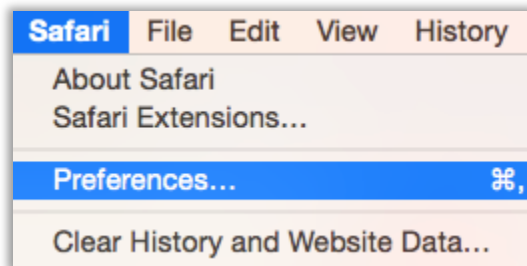 Safari File Edit View History
About Safari
Safari Extensions...
Preferences... ⌘,
Clear History and Website Data...